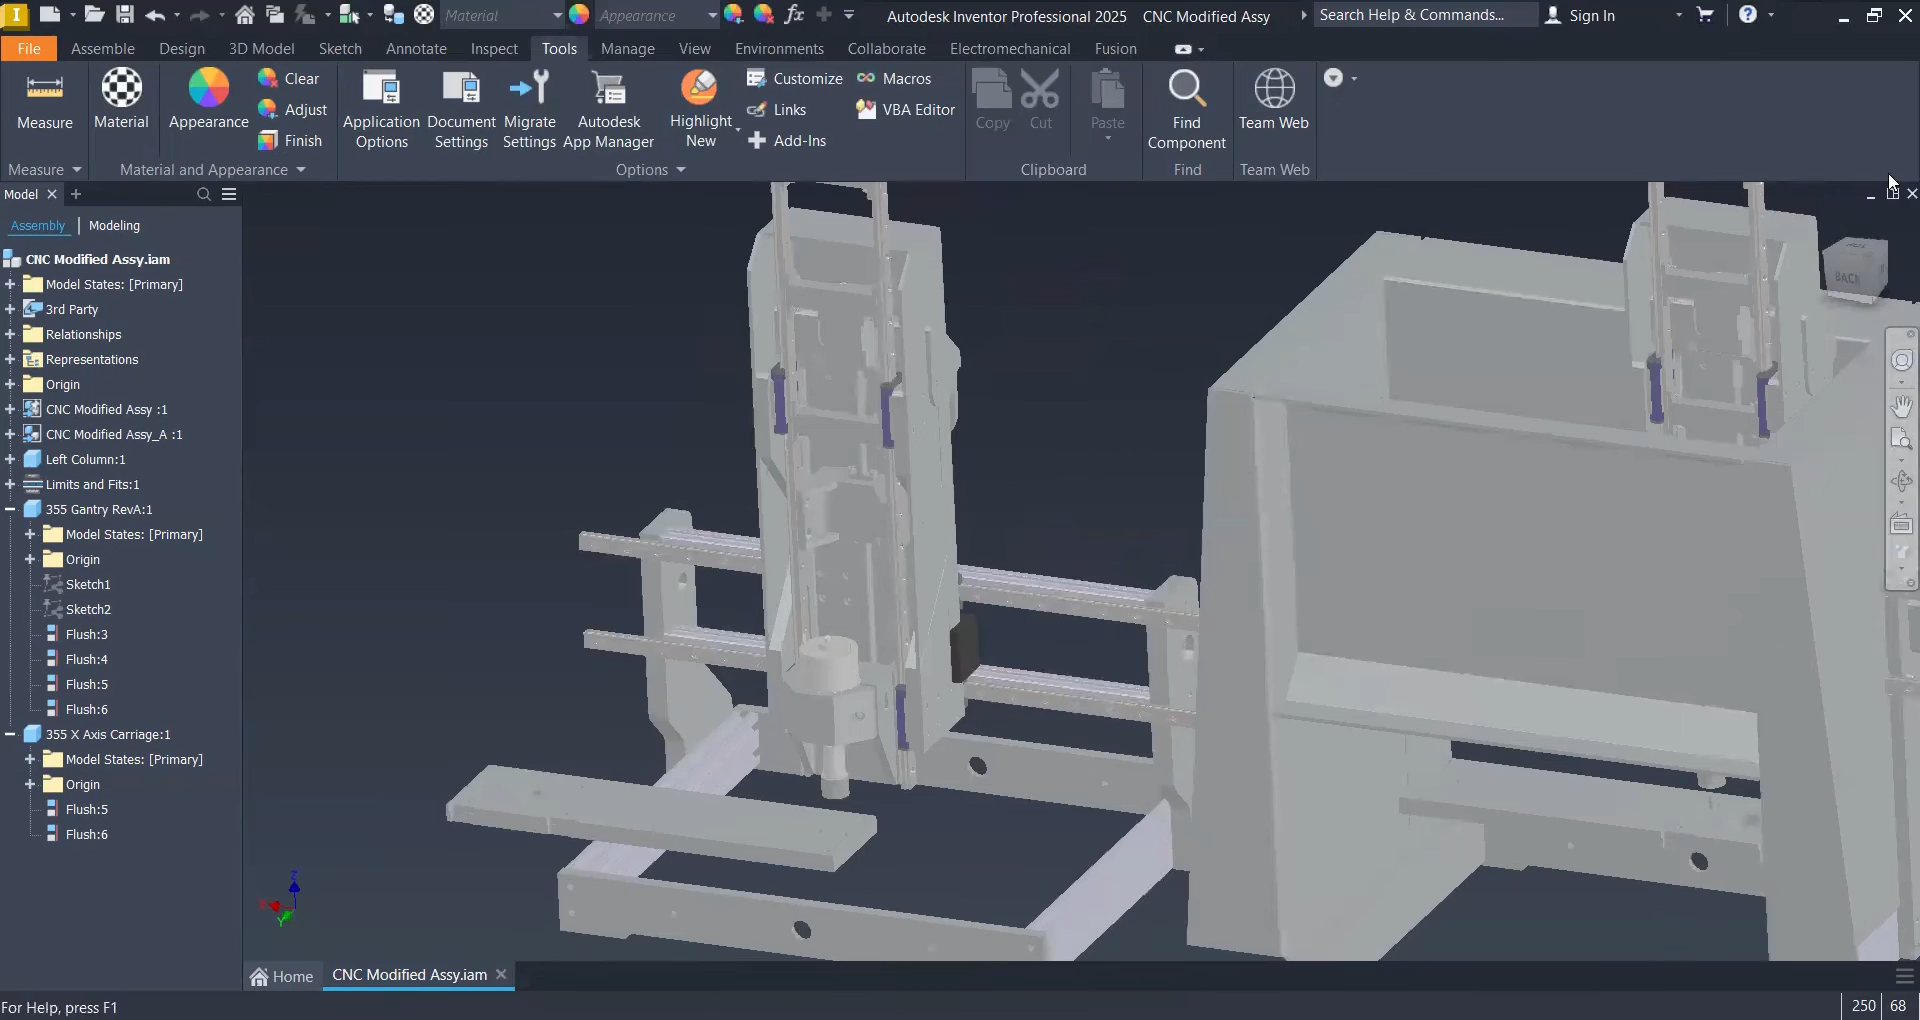 Material
Appearance
Autodesk Inventor Professional 2025 CNC Modified Assy
Search Help & Commands...
Sign In
File
Assemble
Design
3D Model
Sketch
Annotate
Inspect
Tools
Manage
View
Environments
Collaborate
Electromechanical
Fusion
Measure
Material
Appearance
Clear
Adjust
Finish
Application Options
Document Settings
Migrate Settings
Autodesk App Manager
Highlight New
Customize
Links
Add-Ins
Macros
VBA Editor
Copy
Cut
Paste
Find Component
Team Web
Measure
Material and Appearance
Options
Clipboard
Find
Team Web
Model
Assembly
Modeling
CNC Modified Assy.iam
Model States: [Primary]
3rd Party
Relationships
Representations
Origin
CNC Modified Assy :1
CNC Modified Assy_A :1
Left Column:1
Limits and Fits:1
355 Gantry RevA:1
Model States: [Primary]
Origin
Sketch1
Sketch2
Flush:3
Flush:4
Flush:5
Flush:6
355 X Axis Carriage:1
Model States: [Primary]
Origin
Flush:5
Flush:6
BACK
Z
X
Y
Home
CNC Modified Assy.iam
For Help, press F1
250
68